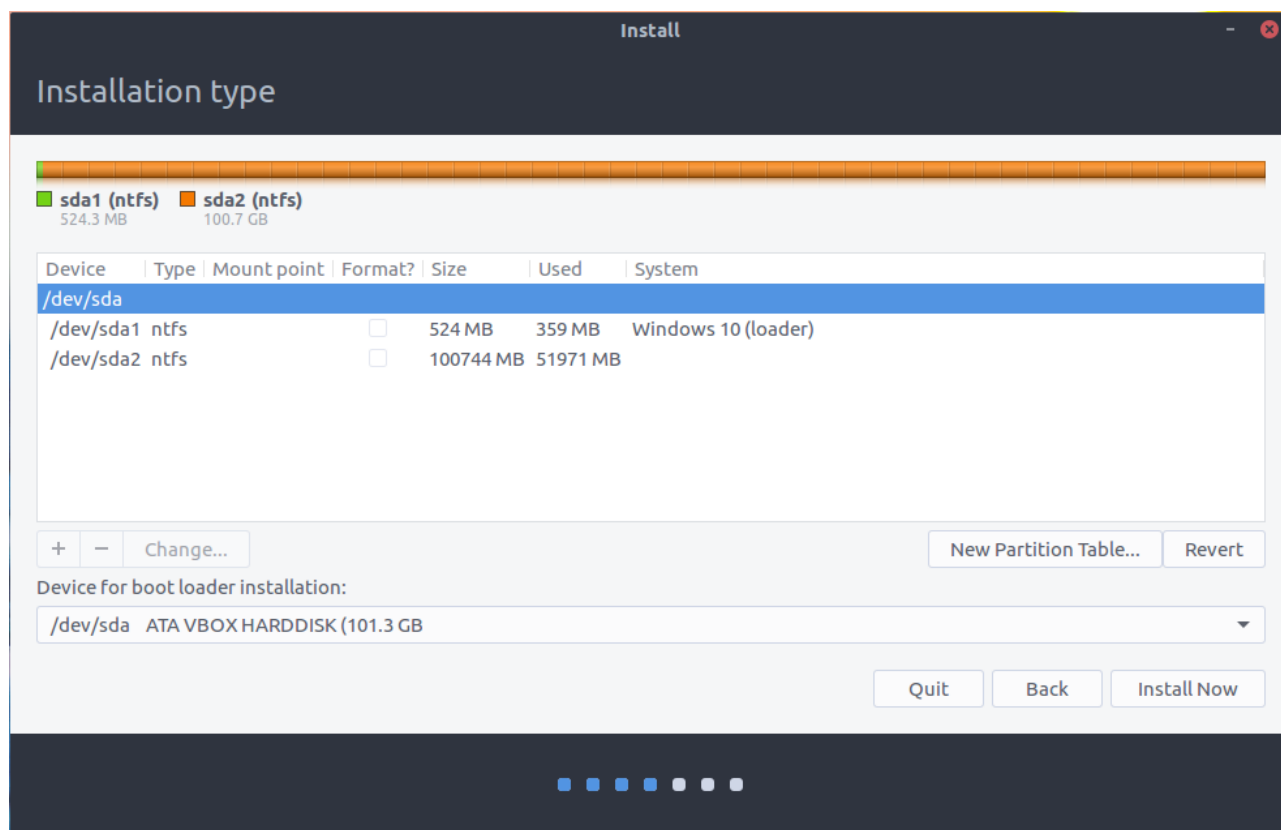 Install
Installation type
sda1 (ntfs) sda2 (ntfs)
524.3 MB 100.7 GB
Device Type Mount point Format? Size Used System
/dev/sda
/dev/sda1 ntfs 524 MB 359 MB Windows 10 (loader)
/dev/sda2 ntfs 100744 MB 51971 MB
+ − Change... New Partition Table... Revert
Device for boot loader installation:
/dev/sda ATA VBOX HARDDISK (101.3 GB
Quit Back Install Now